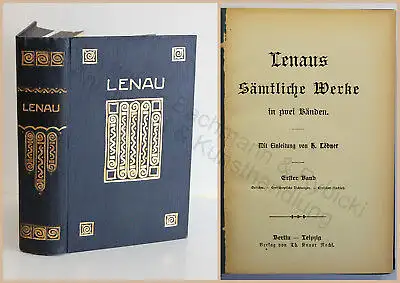 LENAU
LENAU
Lenaus
Sämtliche Werke
in zwei Bänden.
Mit Einleitung von
Erster Band
Berlin — Leipzig
Verlag von Th. Knaur Nachf.